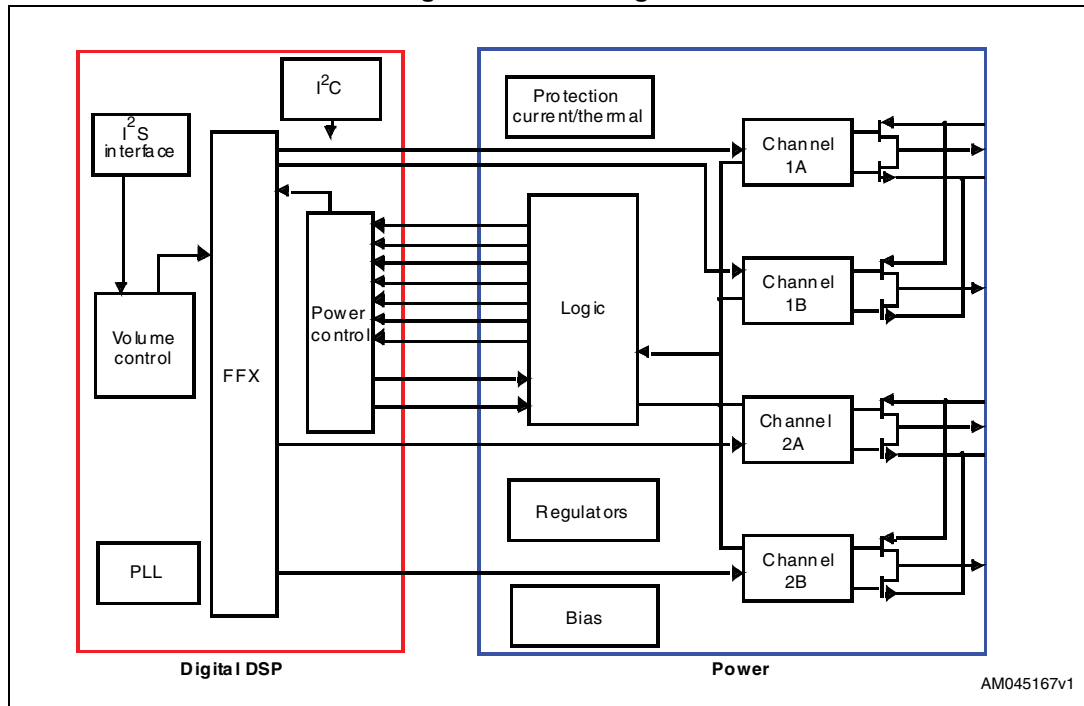 I²C
Protection
current/thermal
I²S
interface
Channel
1A
Channel
1B
Logic
Power
control
Volume
control
FFX
Channel
2A
Regulators
PLL
Channel
2B
Bias
Digital DSP
Power
AM045167v1